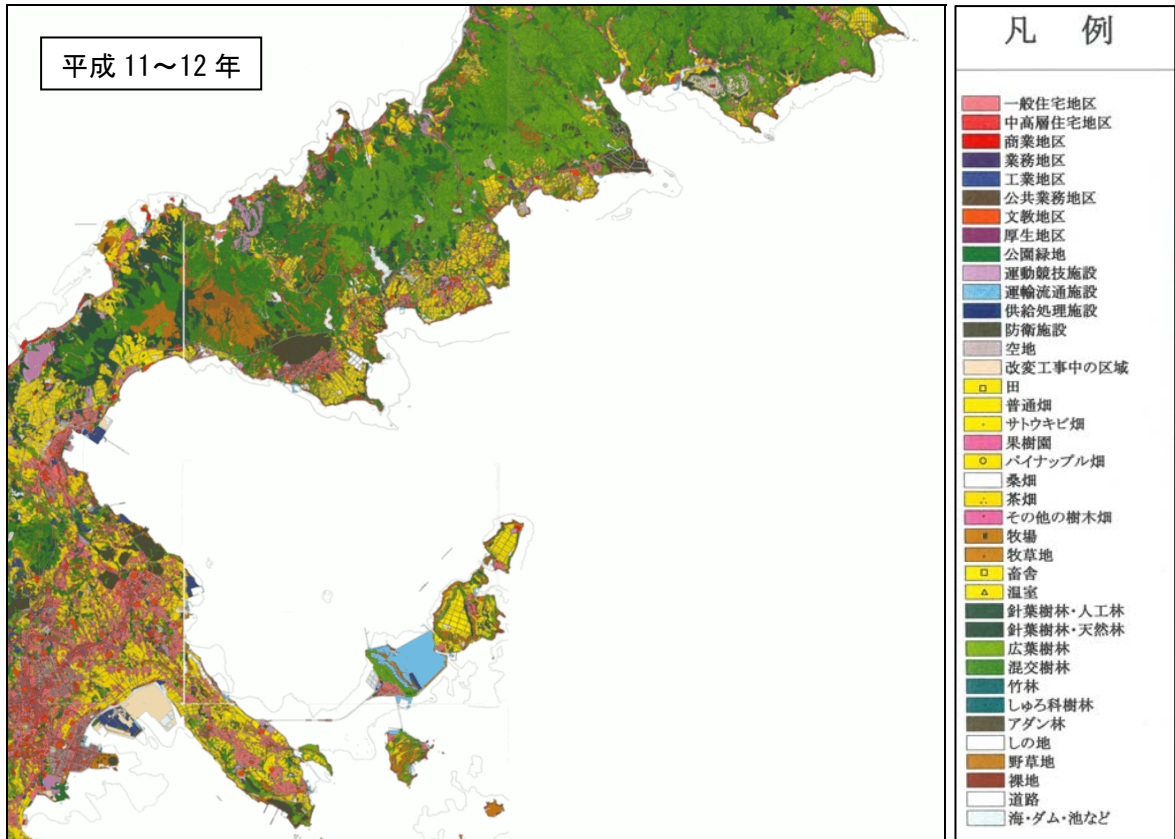 平成 11～12 年
凡 例
一般住宅地区
中高層住宅地区
商業地区
業務地区
工業地区
公共業務地区
文教地区
厚生地区
公園緑地
運動競技施設
運輸流通施設
供給処理施設
防衛施設
空地
改変工事中の区域
田
普通畑
サトウキビ畑
果樹園
パイナップル畑
桑畑
茶畑
その他の樹木畑
牧場
牧草地
畜舎
温室
針葉樹林・人工林
針葉樹林・天然林
広葉樹林
混交樹林
竹林
しゅろ科樹林
アダン林
しの地
野草地
裸地
道路
海・ダム・池など